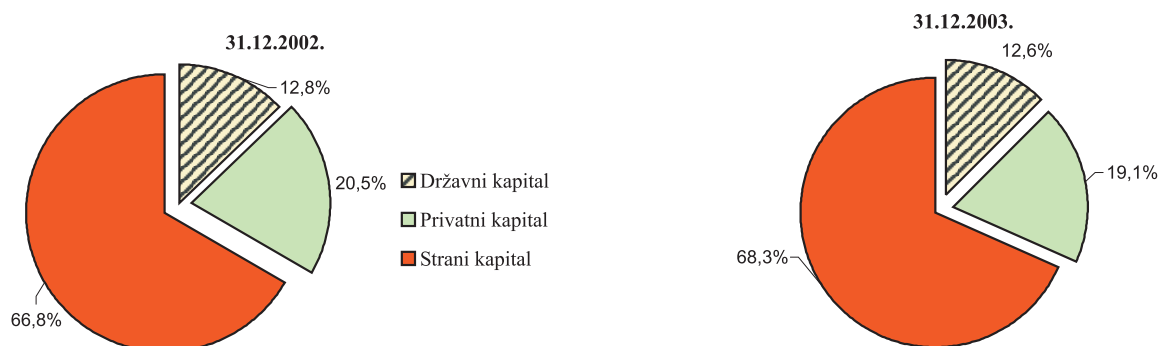 31.12.2002.
12,8%
20,5%
66,8%
Državni kapital
Privatni kapital
Strani kapital
31.12.2003.
12,6%
19,1%
68,3%